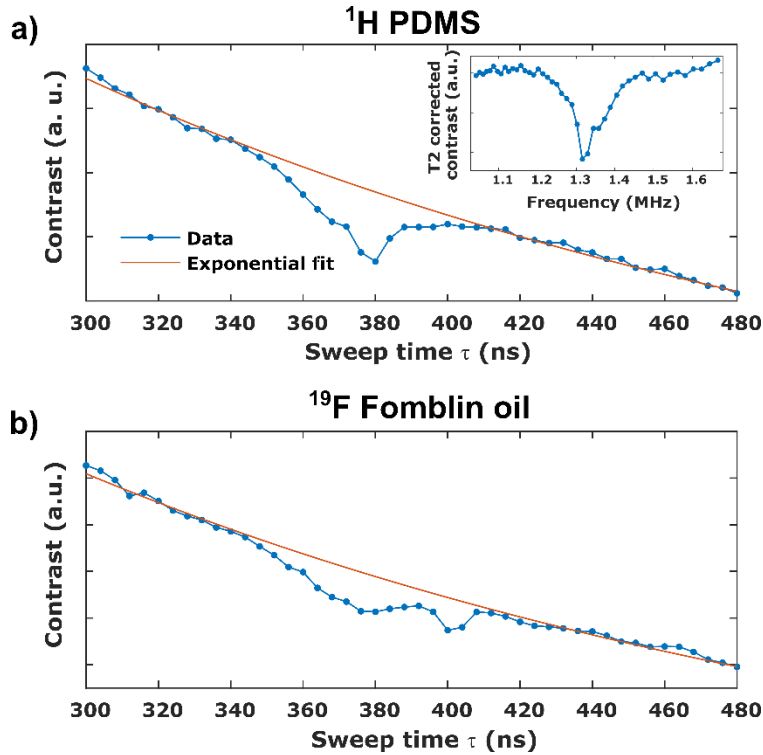 a)
¹H PDMS
Contrast (a. u.)
T2 corrected
contrast (a.u.)
1.1 1.2 1.3 1.4 1.5 1.6
Frequency (MHz)
Data
Exponential fit
300 320 340 360 380 400 420 440 460 480
Sweep time τ (ns)
b)
¹⁹F Fomblin oil
Contrast (a.u.)
300 320 340 360 380 400 420 440 460 480
Sweep time τ (ns)